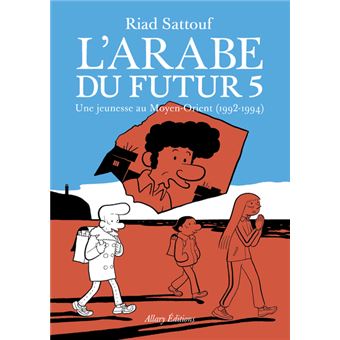 Riad Sattouf
L'ARABE
DU FUTUR 5
Une jeunesse au Moyen-Orient (1992-1994)
Allary Éditions